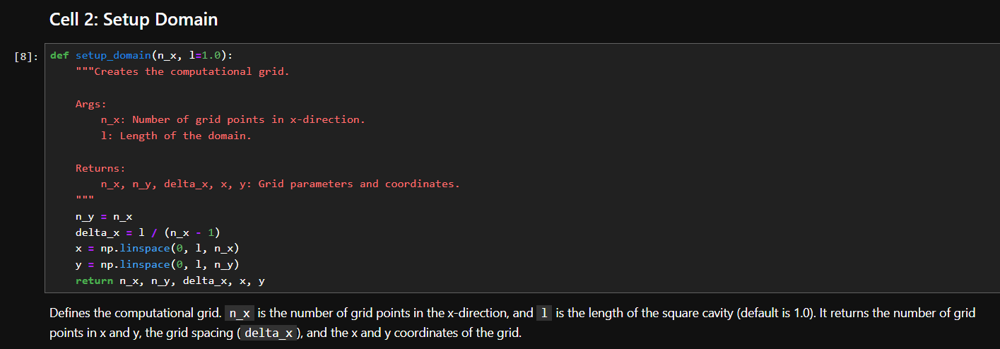 Cell 2: Setup Domain
[8]: def setup_domain(n_x, l=1.0):
    """Creates the computational grid.

    Args:
        n_x: Number of grid points in x-direction.
        l: Length of the domain.

    Returns:
        n_x, n_y, delta_x, x, y: Grid parameters and coordinates.
    """
    n_y = n_x
    delta_x = l / (n_x - 1)
    x = np.linspace(0, l, n_x)
    y = np.linspace(0, l, n_y)
    return n_x, n_y, delta_x, x, y
Defines the computational grid. n_x is the number of grid points in the x-direction, and l is the length of the square cavity (default is 1.0). It returns the number of grid
points in x and y, the grid spacing (delta_x), and the x and y coordinates of the grid.